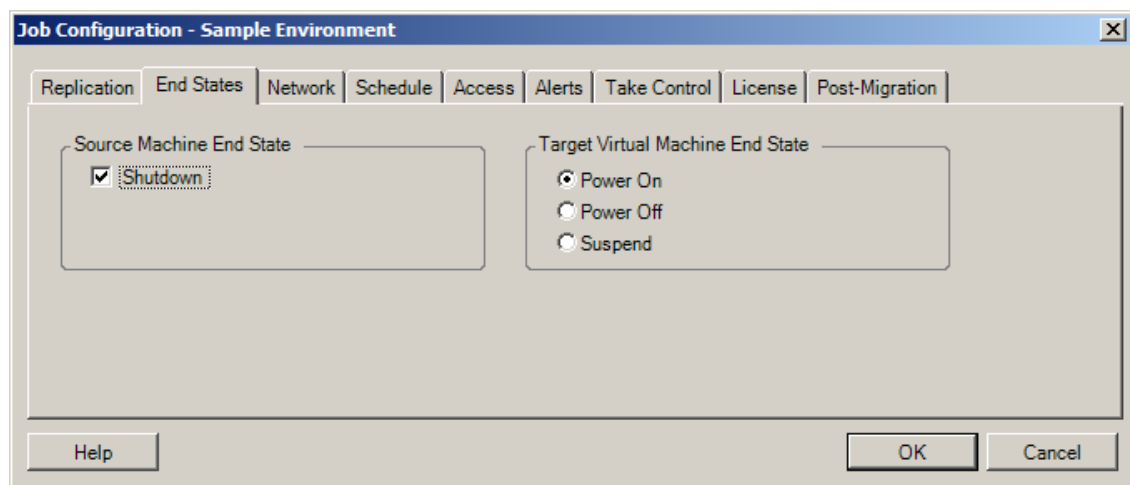 Job Configuration - Sample Environment
Replication End States Network Schedule Access Alerts Take Control License Post-Migration
Source Machine End State Target Virtual Machine End State
Shutdown Power On
Power Off
Suspend
Help OK Cancel